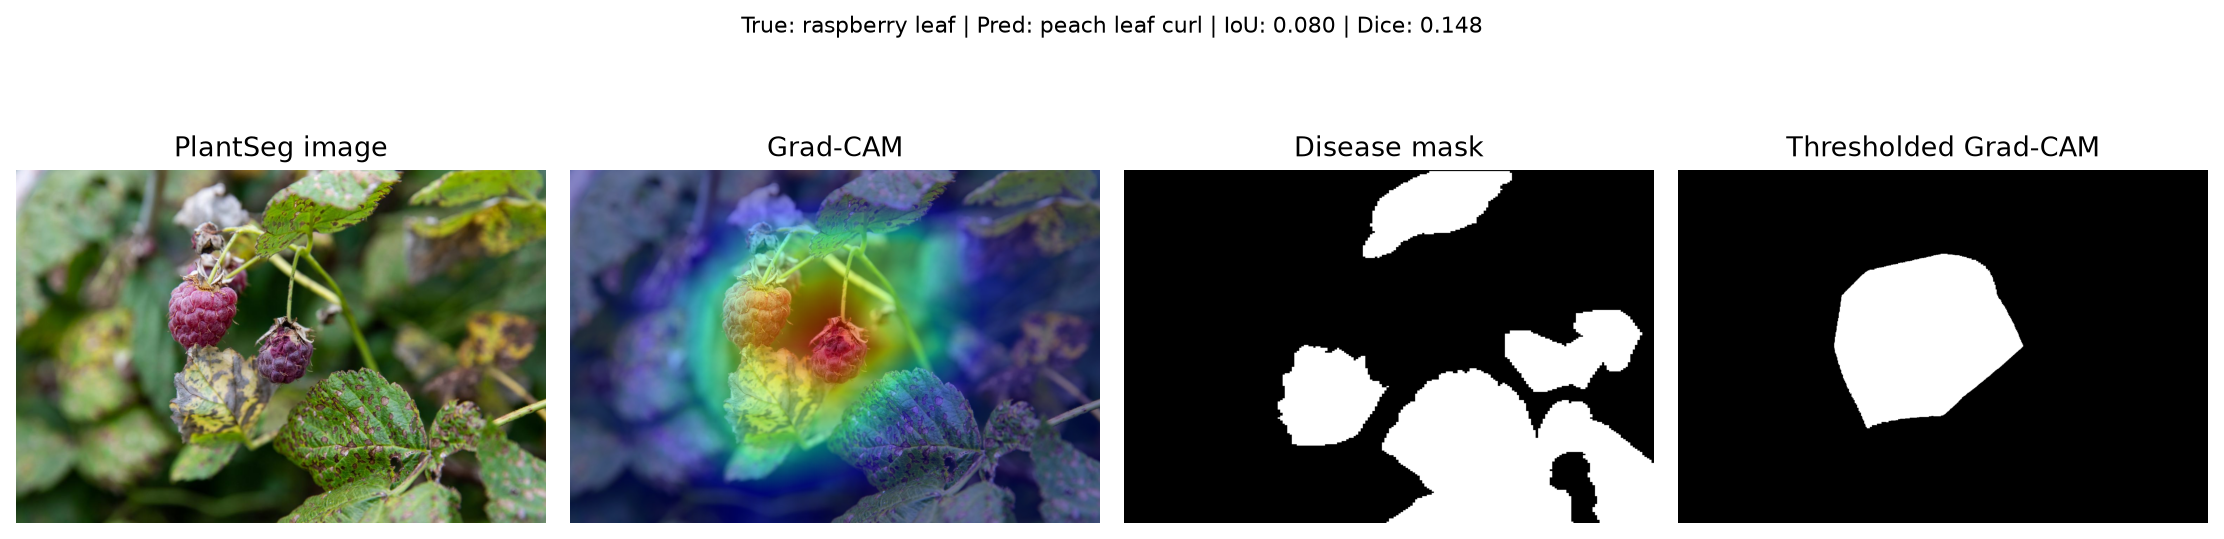 True: raspberry leaf | Pred: peach leaf curl | IoU: 0.080 | Dice: 0.148
PlantSeg image
Grad-CAM
Disease mask
Thresholded Grad-CAM